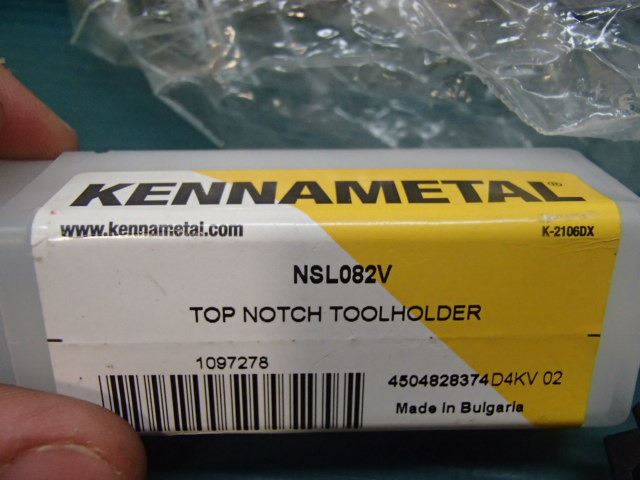 KENNAMETAL®
www.kennametal.com
K-2106DX
NSL082V
TOP NOTCH TOOLHOLDER
1097278
4504828374D4KV 02
Made in Bulgaria